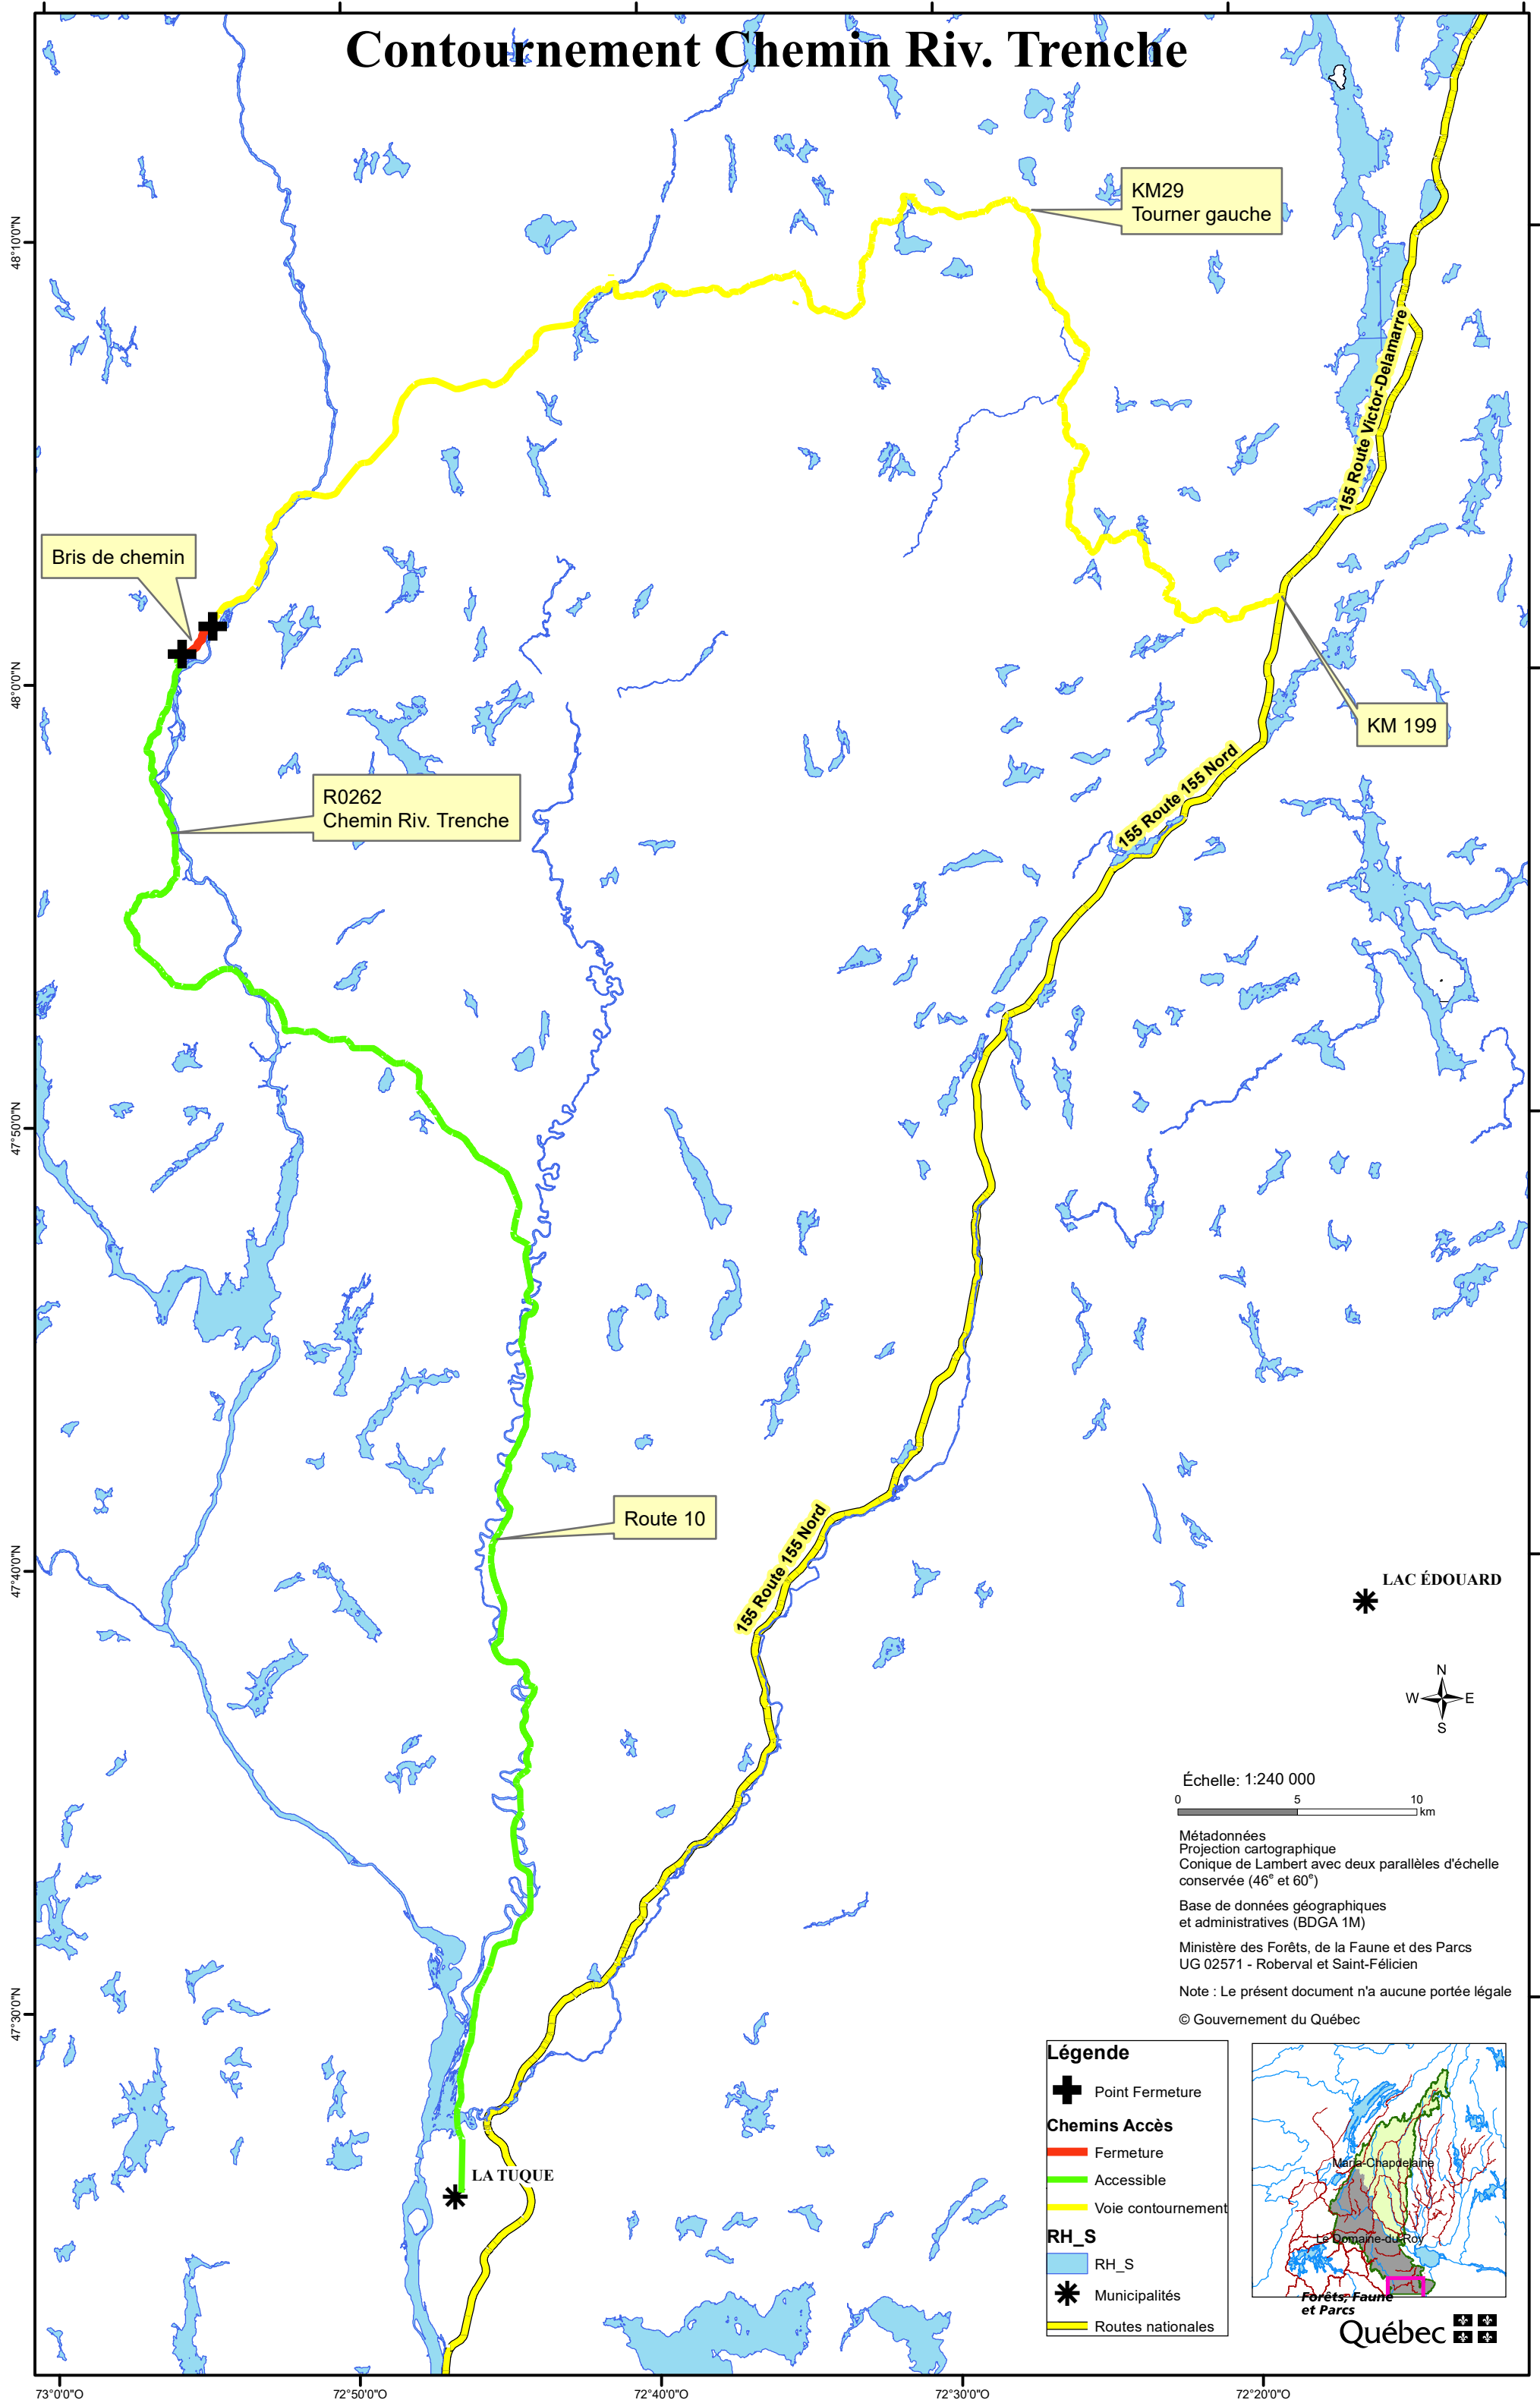 Contournement Chemin Riv. Trenche
KM29
Tourner gauche
48°10'0"N
155 Route Victor-Delamarre
Bris de chemin
48°0'0"N
KM 199
155 Route 155 Nord
R0262
Chemin Riv. Trenche
47°50'0"N
Route 10
155 Route 155 Nord
47°40'0"N
LAC ÉDOUARD
N
W E
S
Échelle: 1:240 000
0 5 10
km
Métadonnées
Projection cartographique
Conique de Lambert avec deux parallèles d'échelle
conservée (46e et 60e)
Base de données géographiques
et administratives (BDGA 1M)
Ministère des Forêts, de la Faune et des Parcs
UG 02571 - Roberval et Saint-Félicien
Note : Le présent document n'a aucune portée légale
© Gouvernement du Québec
47°30'0"N
LA TUQUE
Légende
Point Fermeture
Chemins Accès
Fermeture
Accessible
Voie contournement
RH_S
RH_S
Municipalités
Routes nationales
Maria-Chapdelaine
Le Domaine-du-Roy
Forêts, Faune
et Parcs
Québec
73°0'0"O 72°50'0"O 72°40'0"O 72°30'0"O 72°20'0"O